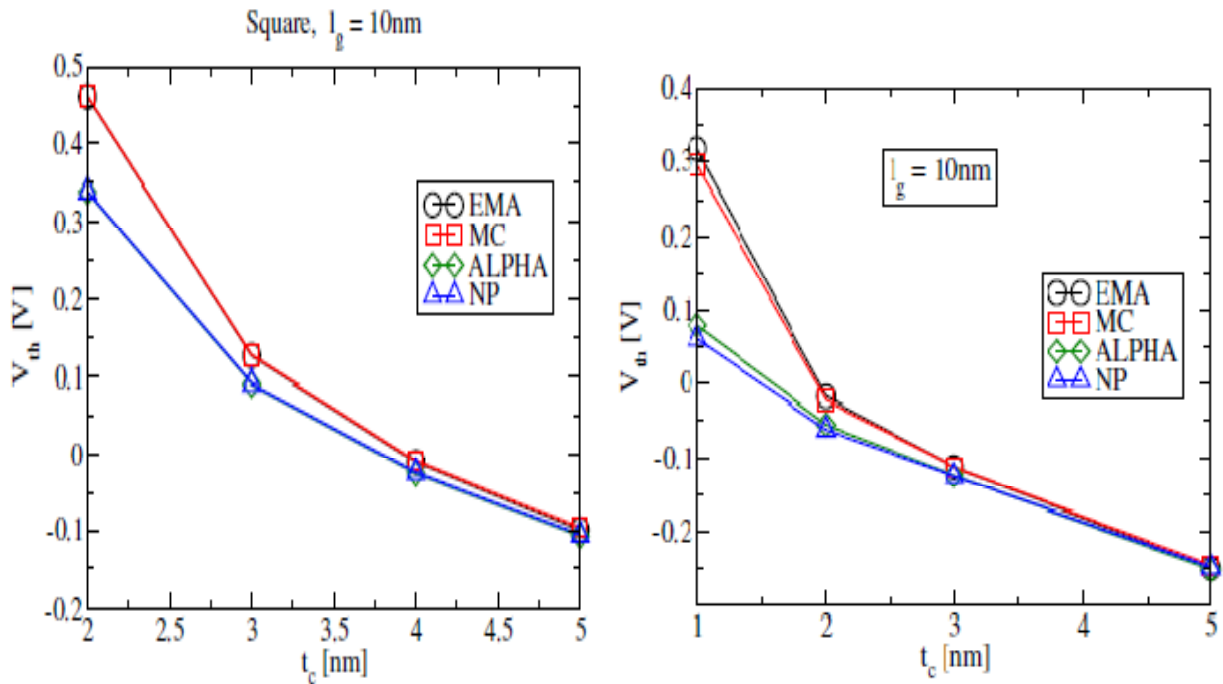 Square, l_g = 10nm
0.5
0.4
0.3
0.2
0.1
0
-0.1
-0.2
V_th [V]
2
2.5
3
3.5
4
4.5
5
t_c [nm]
EMA
MC
ALPHA
NP
0.4
0.3
0.2
0.1
0
-0.1
-0.2
V_th [V]
1
2
3
4
5
t_c [nm]
l_g = 10nm
EMA
MC
ALPHA
NP